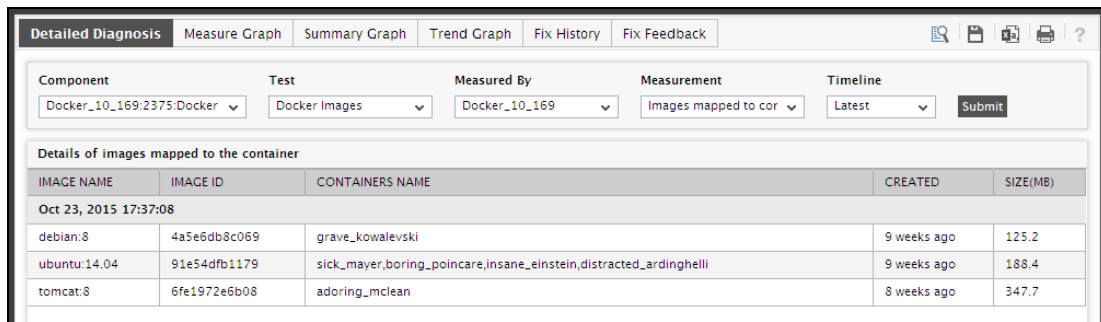 Detailed Diagnosis Measure Graph Summary Graph Trend Graph Fix History Fix Feedback ?
Component Test Measured By Measurement Timeline
Docker_10_169:2375:Docker Docker Images Docker_10_169 Images mapped to cor Latest Submit
Details of images mapped to the container
IMAGE NAME IMAGE ID CONTAINERS NAME CREATED SIZE(MB)
Oct 23, 2015 17:37:08
debian:8 4a5e6db8c069 grave_kowalevski 9 weeks ago 125.2
ubuntu:14.04 91e54dfb1179 sick_mayer,boring_poincare,insane_einstein,distracted_ardinghelli 9 weeks ago 188.4
tomcat:8 6fe1972e6b08 adoring_mclean 8 weeks ago 347.7